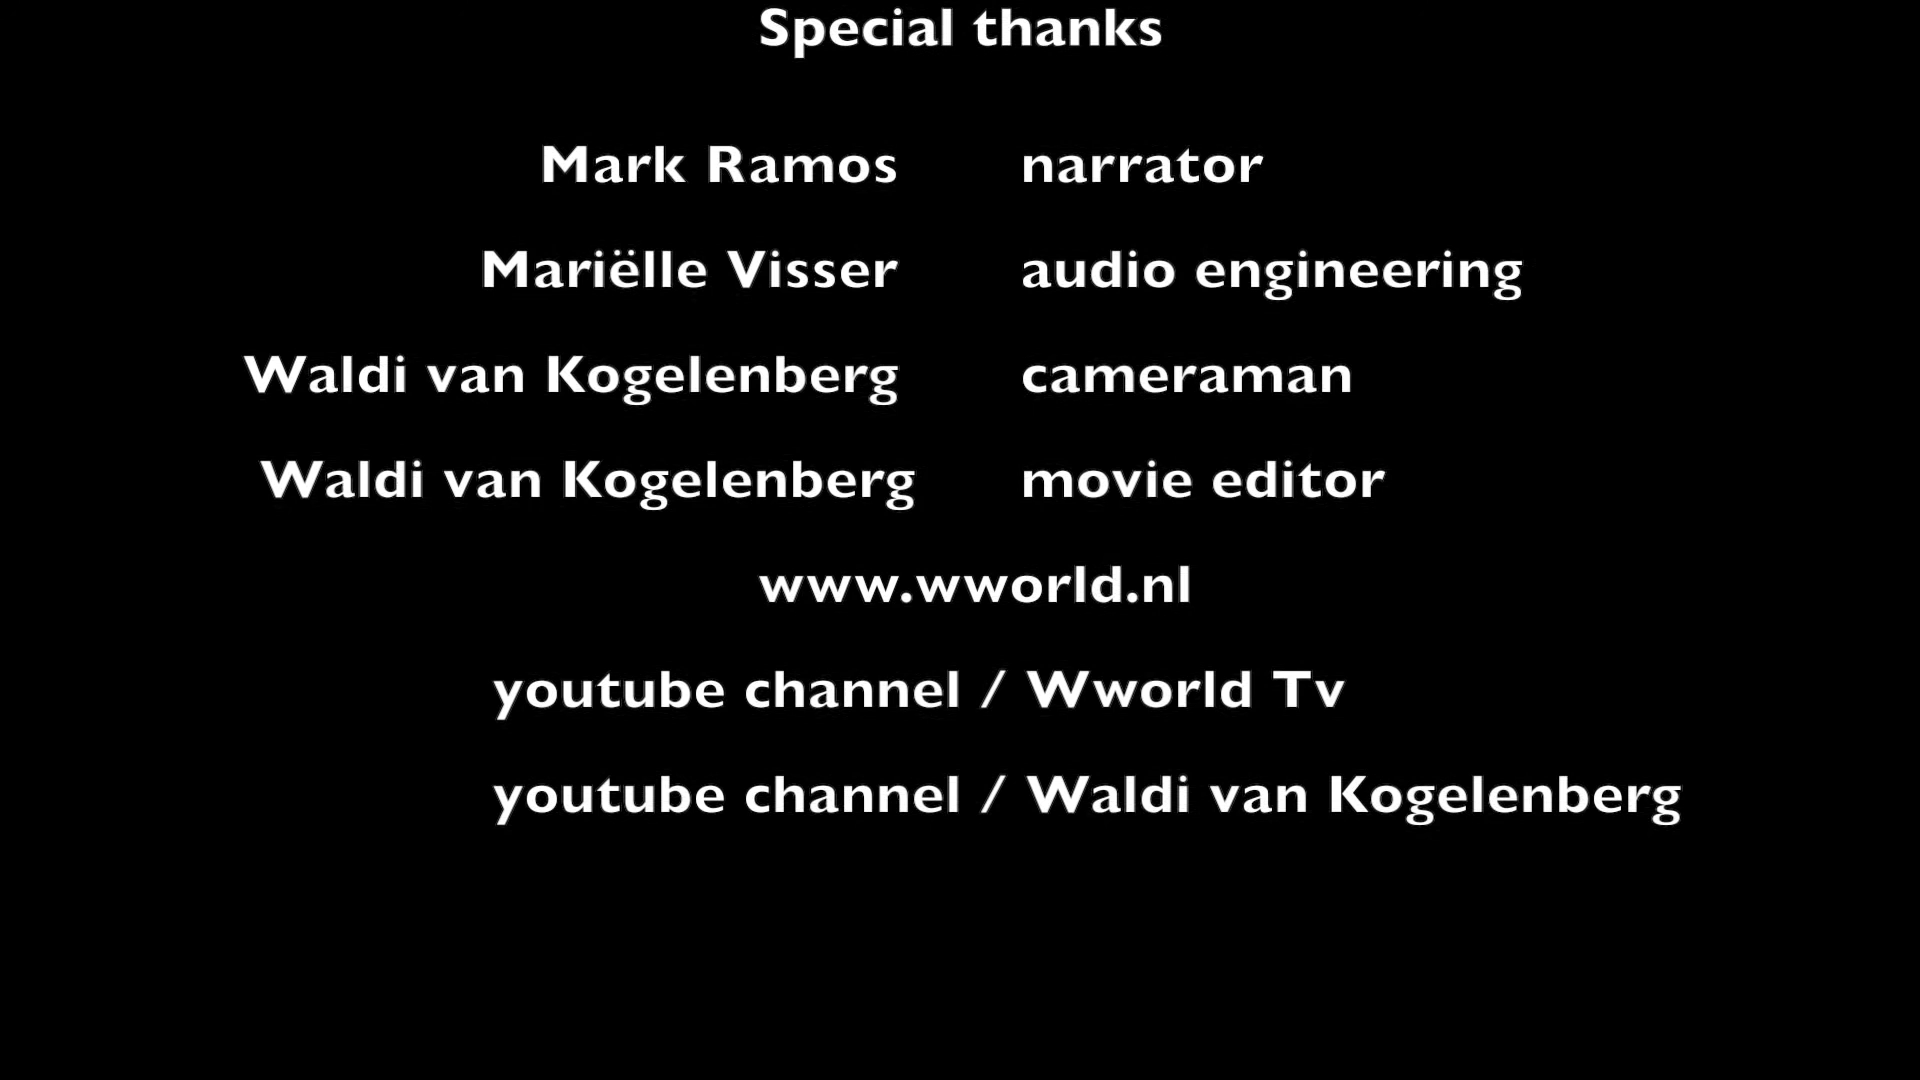 Special thanks
Mark Ramos narrator
Mariëlle Visser audio engineering
Waldi van Kogelenberg cameraman
Waldi van Kogelenberg movie editor
www.wworld.nl
youtube channel / Wworld Tv
youtube channel / Waldi van Kogelenberg